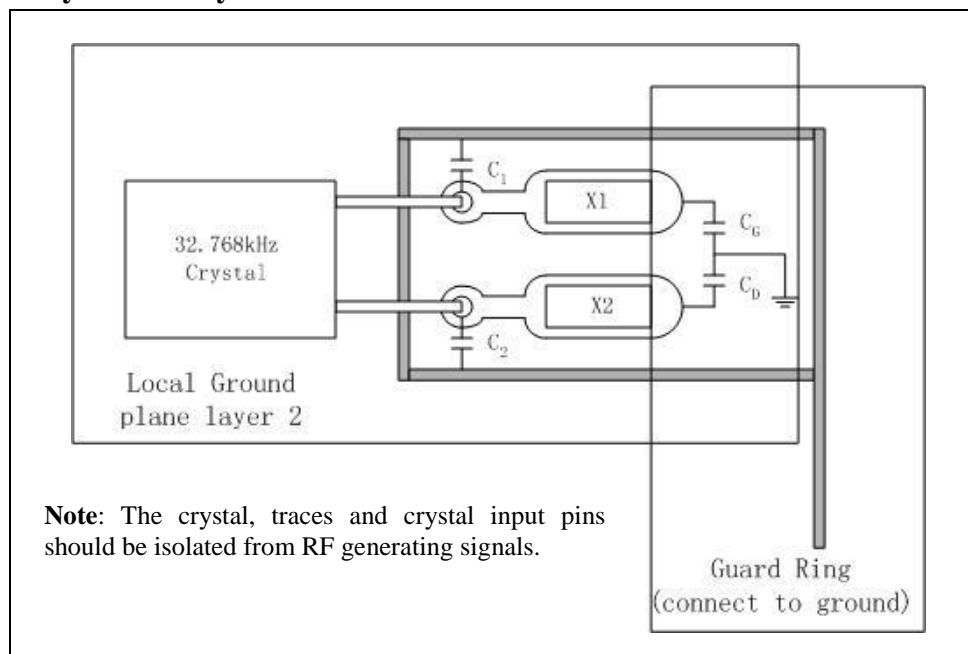 C1
X1
CG
32.768kHz
Crystal
CD
X2
C2
Local Ground
plane layer 2
Note: The crystal, traces and crystal input pins
should be isolated from RF generating signals.
Guard Ring
(connect to ground)